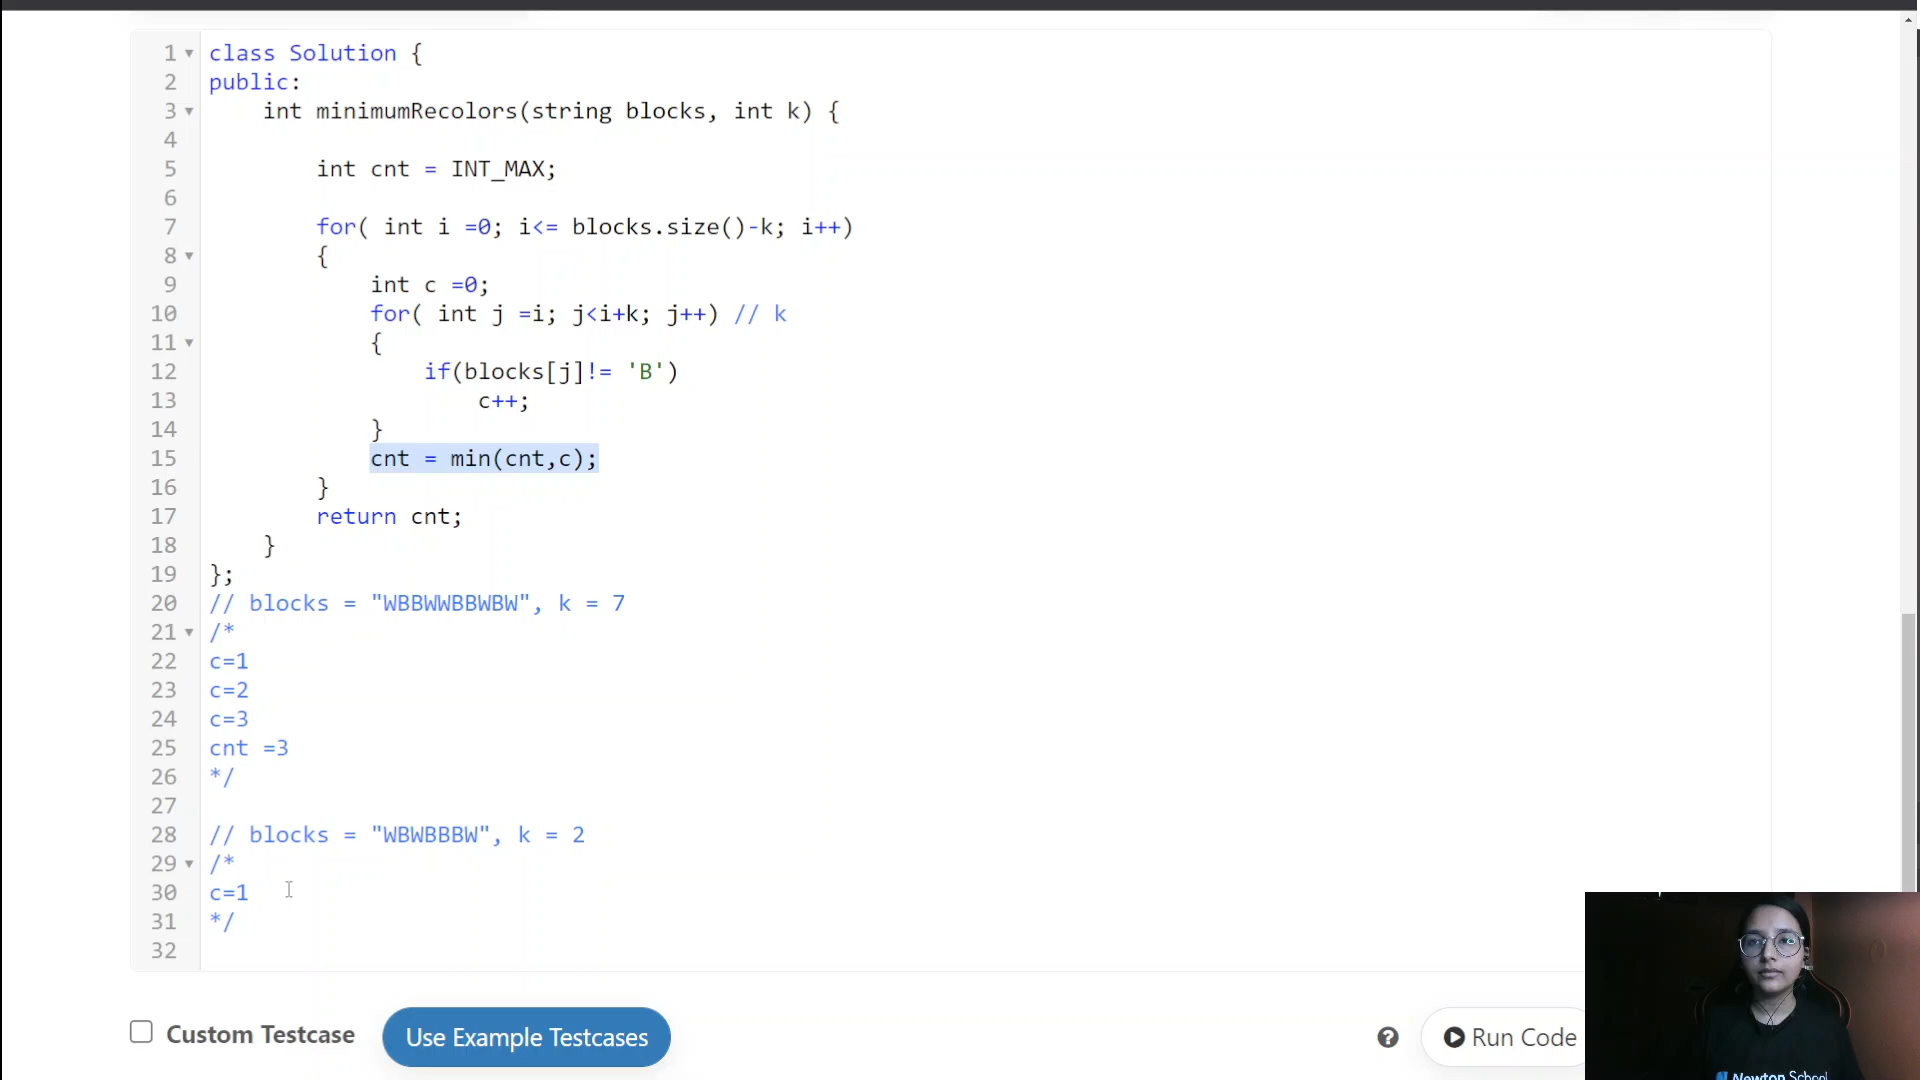 1 class Solution {
2 public:
3 int minimumRecolors(string blocks, int k) {
4
5 int cnt = INT_MAX;
6
7 for( int i =0; i<= blocks.size()-k; i++)
8 {
9 int c =0;
10 for( int j =i; j<i+k; j++) // k
11 {
12 if(blocks[j]!= 'B')
13 c++;
14 }
15 cnt = min(cnt,c);
16 }
17 return cnt;
18 }
19 };
20 // blocks = "WBBWWBBWBW", k = 7
21 /*
22 c=1
23 c=2
24 c=3
25 cnt =3
26 */
27
28 // blocks = "WBWBBBW", k = 2
29 /*
30 c=1
31 */
32
Custom Testcase Use Example Testcases ? Run Code
Newton School